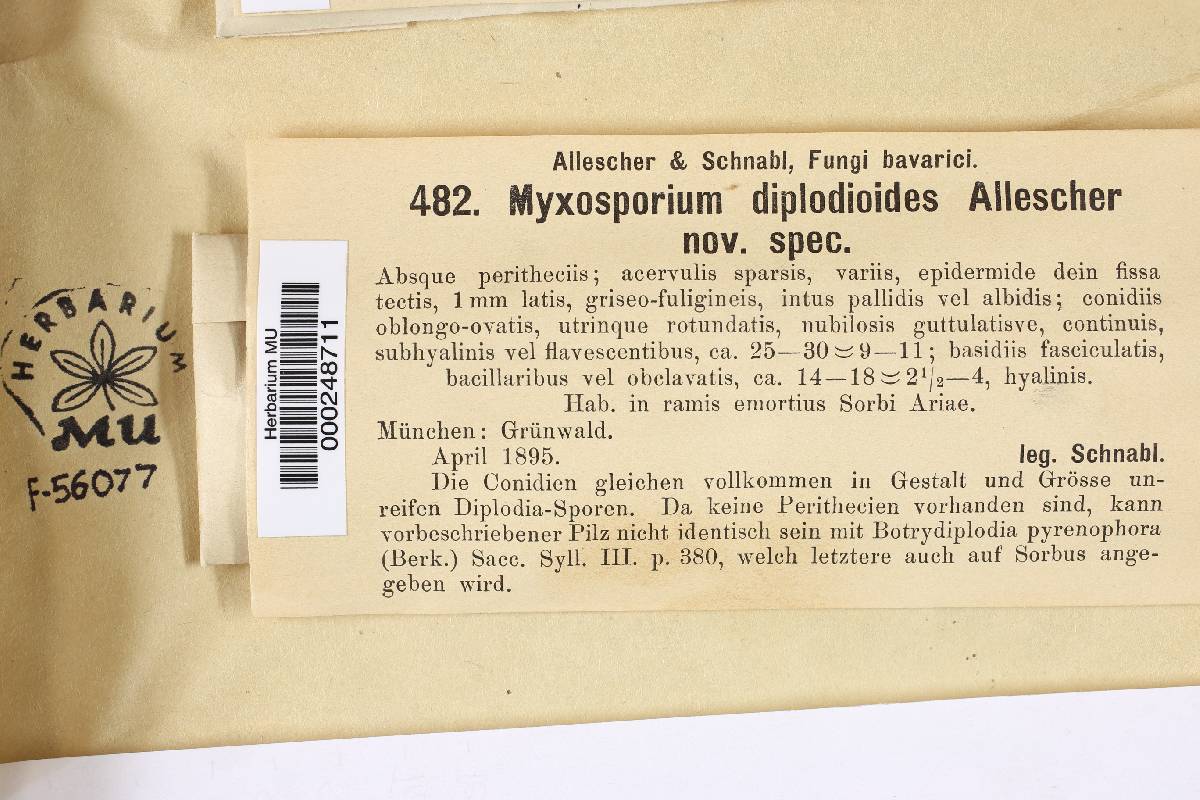 Allescher & Schnabl, Fungi bavarici.
482. Myxosporium diplodioides Allescher
nov. spec.
Absque peritheciis; acervulis sparsis, variis, epidermide dein fissa
tectis, 1 mm latis, griseo-fuligineis, intus pallidis vel albidis; conidiis
oblongo-ovatis, utrinque rotundatis, nubilosis guttulatisve, continuis,
subhyalinis vel flavescentibus, ca. 25—30 ≍ 9—11; basidiis fasciculatis,
bacillaribus vel obclavatis, ca. 14—18 ≍ 2¹/₂—4, hyalinis.
Hab. in ramis emortius Sorbi Ariae.
München: Grünwald.
April 1895. leg. Schnabl.
Die Conidien gleichen vollkommen in Gestalt und Grösse un-
reifen Diplodia-Sporen. Da keine Perithecien vorhanden sind, kann
vorbeschriebener Pilz nicht identisch sein mit Botrydiplodia pyrenophora
(Berk.) Sacc. Syll. III. p. 380, welch letztere auch auf Sorbus ange-
geben wird.
Herbarium MU
000248711
HERBARIUM
MU
F-56077